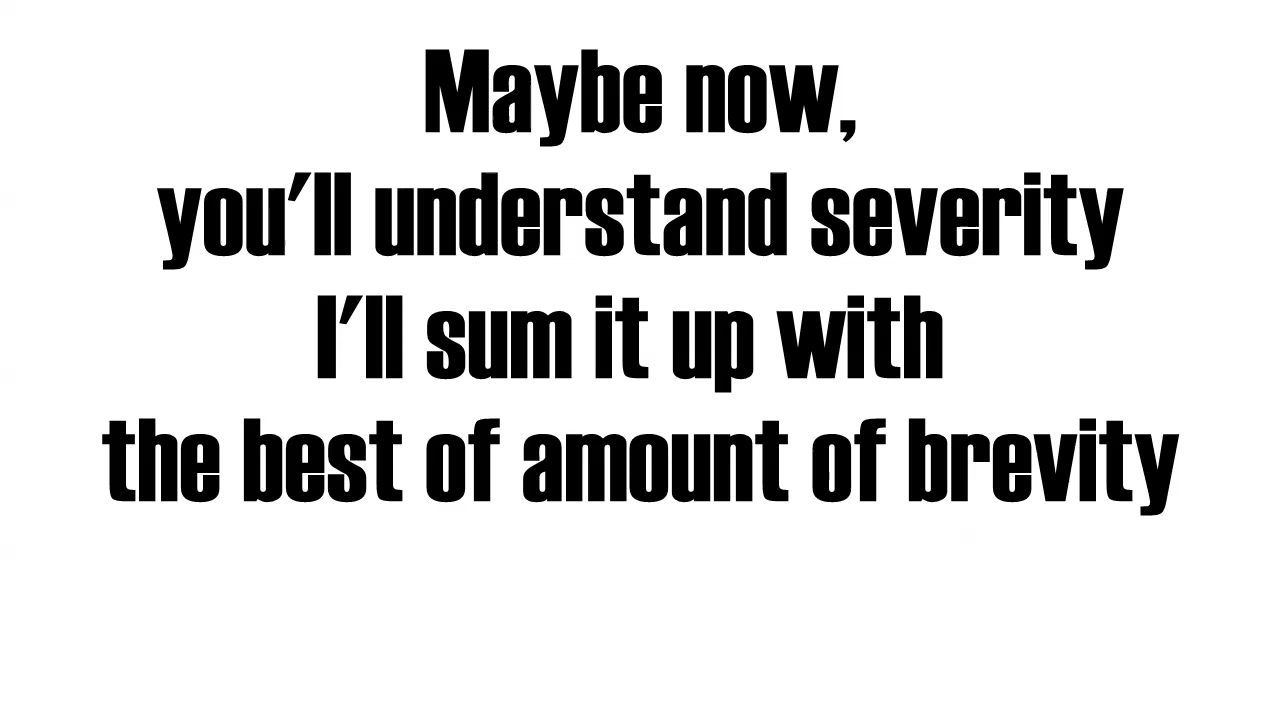 Maybe now,
you'll understand severity
I'll sum it up with
the best of amount of brevity